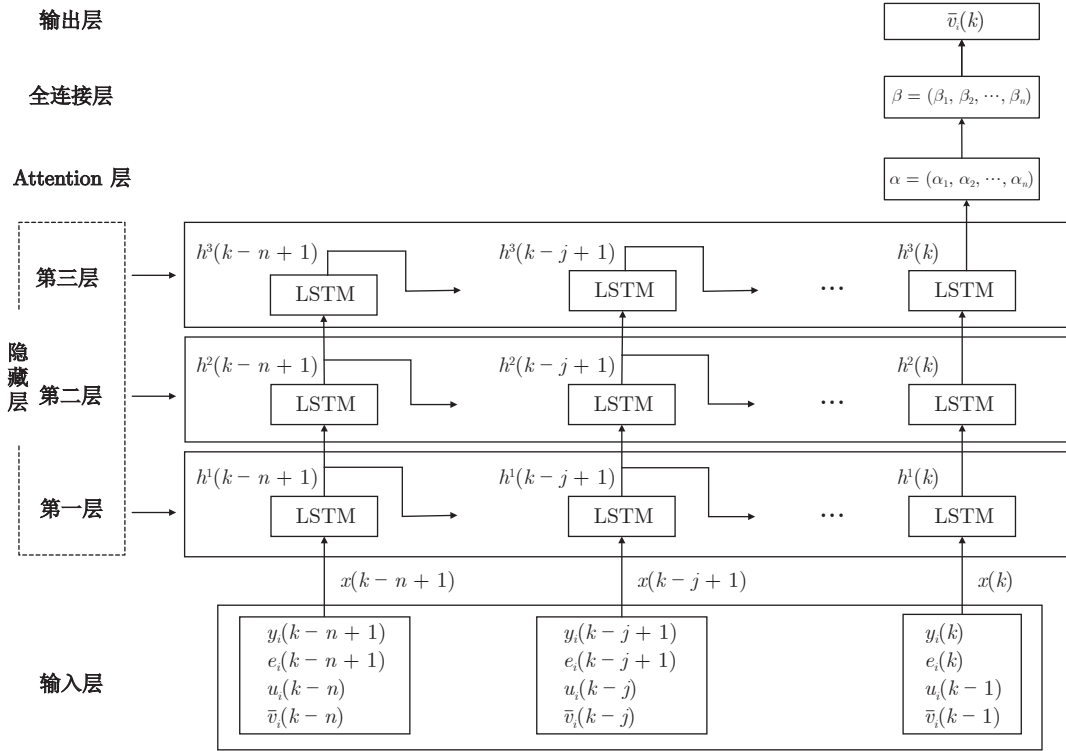 输出层
v̄ᵢ(k)
全连接层
β = (β₁, β₂, ···, βₙ)
Attention 层
α = (α₁, α₂, ···, αₙ)
隐藏层
第三层
h³(k − n + 1)
h³(k − j + 1)
h³(k)
LSTM
LSTM
···
LSTM
第二层
h²(k − n + 1)
h²(k − j + 1)
h²(k)
LSTM
LSTM
···
LSTM
第一层
h¹(k − n + 1)
h¹(k − j + 1)
h¹(k)
LSTM
LSTM
···
LSTM
x(k − n + 1)
x(k − j + 1)
x(k)
输入层
yᵢ(k − n + 1)
eᵢ(k − n + 1)
uᵢ(k − n)
v̄ᵢ(k − n)
yᵢ(k − j + 1)
eᵢ(k − j + 1)
uᵢ(k − j)
v̄ᵢ(k − j)
yᵢ(k)
eᵢ(k)
uᵢ(k − 1)
v̄ᵢ(k − 1)